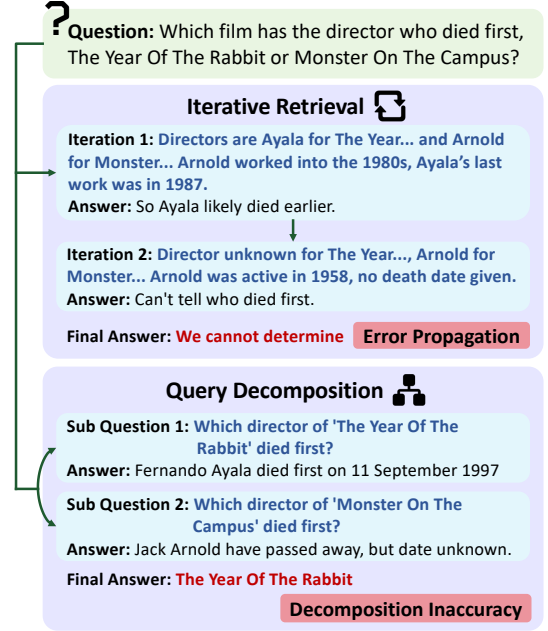 ?
Question: Which film has the director who died first,
The Year Of The Rabbit or Monster On The Campus?
Iterative Retrieval
Iteration 1: Directors are Ayala for The Year... and Arnold
for Monster... Arnold worked into the 1980s, Ayala's last
work was in 1987.
Answer: So Ayala likely died earlier.
Iteration 2: Director unknown for The Year..., Arnold for
Monster... Arnold was active in 1958, no death date given.
Answer: Can't tell who died first.
Final Answer: We cannot determine
Error Propagation
Query Decomposition
Sub Question 1: Which director of 'The Year Of The
Rabbit' died first?
Answer: Fernando Ayala died first on 11 September 1997
Sub Question 2: Which director of 'Monster On The
Campus' died first?
Answer: Jack Arnold have passed away, but date unknown.
Final Answer: The Year Of The Rabbit
Decomposition Inaccuracy